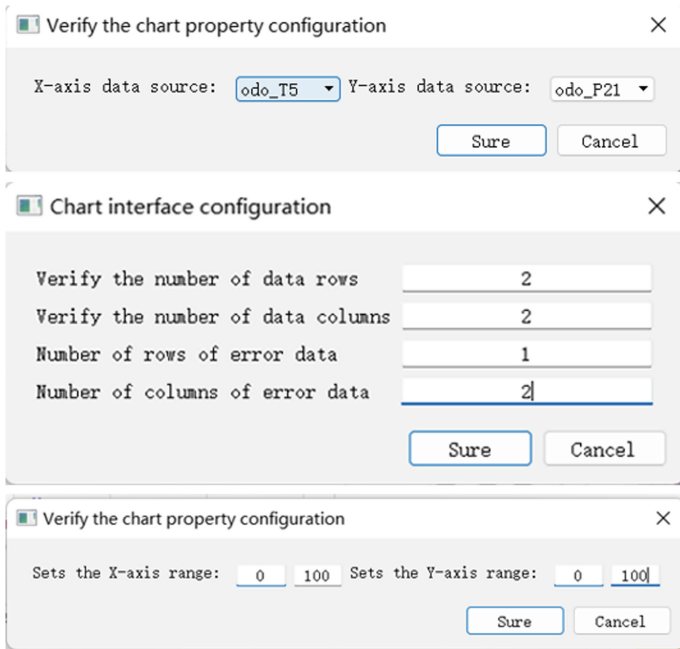 Verify the chart property configuration
X-axis data source: odo_T5 Y-axis data source: odo_P21
Sure Cancel
Chart interface configuration
Verify the number of data rows 2
Verify the number of data columns 2
Number of rows of error data 1
Number of columns of error data 2
Sure Cancel
Verify the chart property configuration
Sets the X-axis range: 0 100 Sets the Y-axis range: 0 100
Sure Cancel